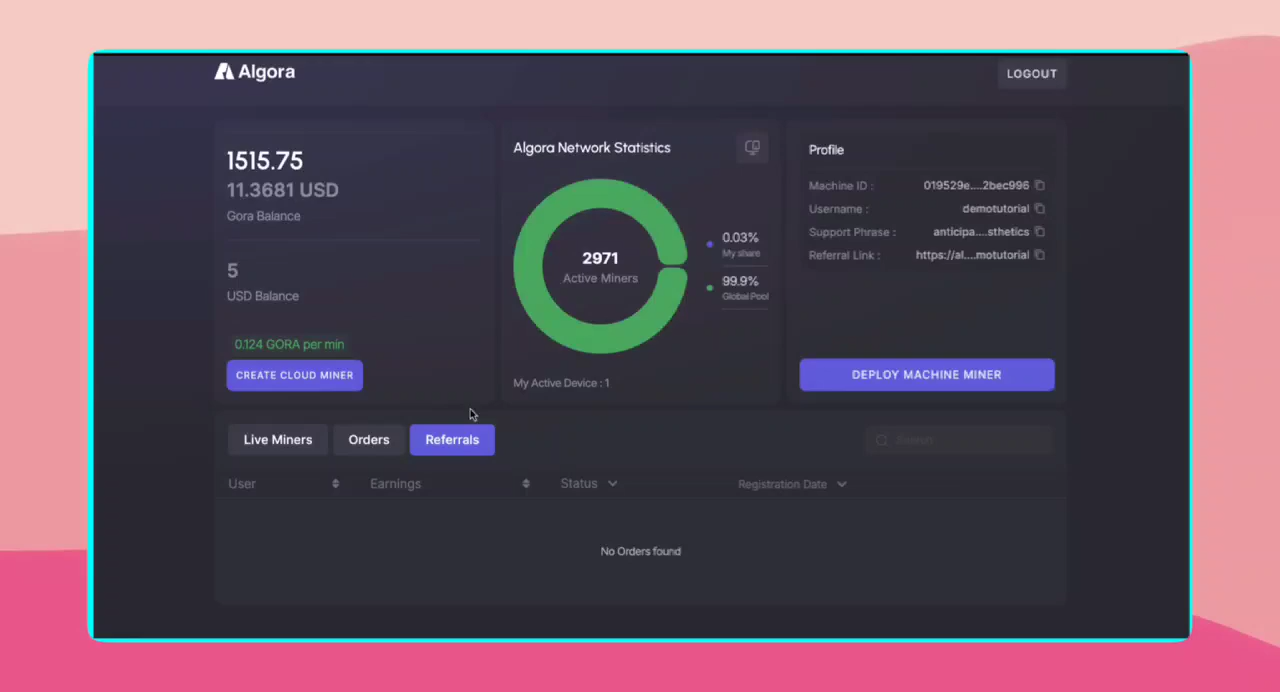 Algora
LOGOUT
1515.75
11.3681 USD
Gora Balance
5
USD Balance
0.124 GORA per min
CREATE CLOUD MINER
Algora Network Statistics
2971
Active Miners
0.03%
My share
99.9%
Global Pool
My Active Device : 1
Profile
Machine ID : 019529e....2bec996
Username : demotutorial
Support Phrase : anticipa....sthetics
Referral Link : https://al....motutorial
DEPLOY MACHINE MINER
Live Miners Orders Referrals Search
User Earnings Status Registration Date
No Orders found